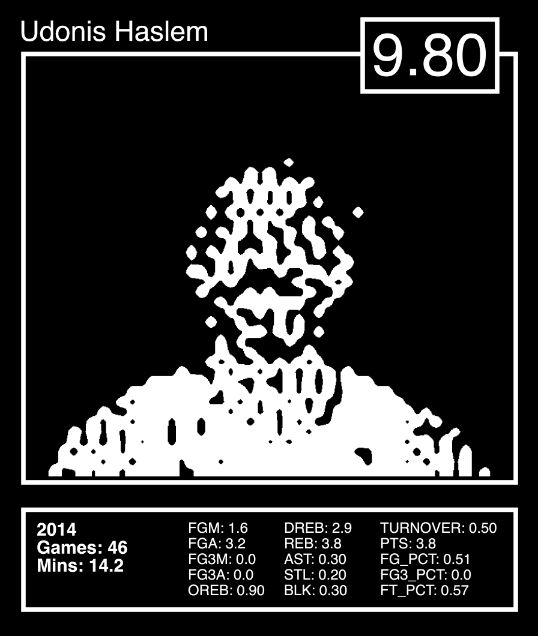 Udonis Haslem
9.80
2014
Games: 46
Mins: 14.2
FGM: 1.6
FGA: 3.2
FG3M: 0.0
FG3A: 0.0
OREB: 0.90
DREB: 2.9
REB: 3.8
AST: 0.30
STL: 0.20
BLK: 0.30
TURNOVER: 0.50
PTS: 3.8
FG_PCT: 0.51
FG3_PCT: 0.0
FT_PCT: 0.57